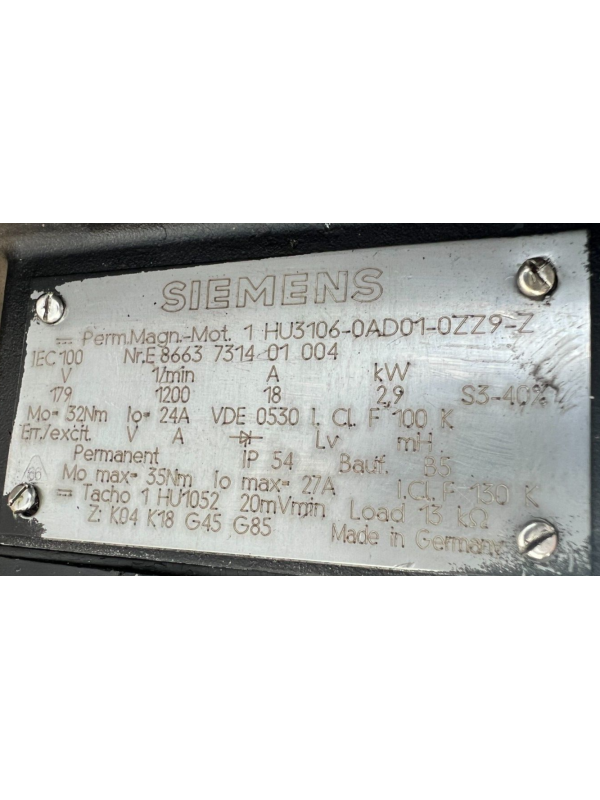 SIEMENS
⎓ Perm.Magn.-Mot. 1 HU3106-0AD01-0ZZ9-Z
IEC100 Nr.E 8663 7314 01 004
V 1/min A kW
179 1200 18 2,9 S3-40%
Mo= 32Nm Io= 24A VDE 0530 I. Cl. F 100 K
Err./excit. V A Lv mH
Permanent IP 54 Bauf. B5
Mo max= 35Nm Io max= 27A I.Cl.F 130 K
⎓ Tacho 1 HU1052 20mVmin Load 13 kΩ
Z: K04 K18 G45 G85 Made in Germany